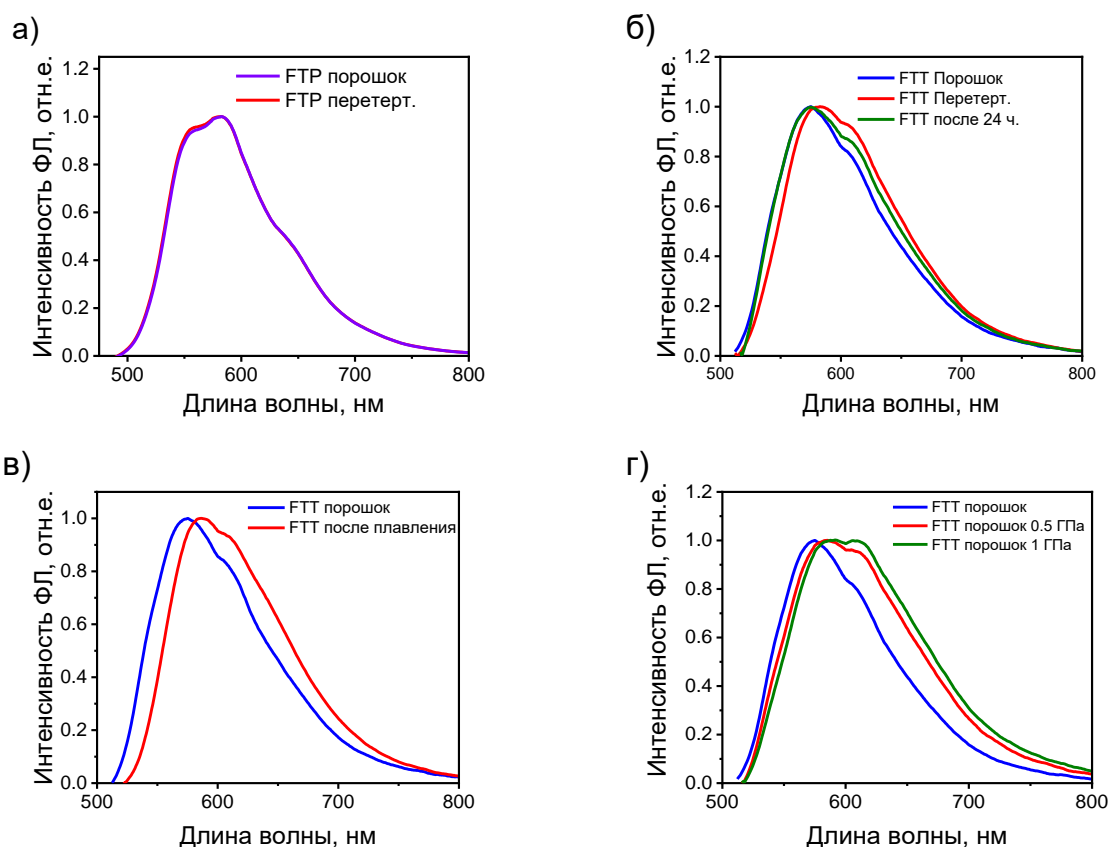 а)
FTP порошок
FTP перетерт.
Интенсивность ФЛ, отн.е.
1.2
1.0
0.8
0.6
0.4
0.2
0.0
500
600
700
800
Длина волны, нм
б)
FTT Порошок
FTT Перетерт.
FTT после 24 ч.
Интенсивность ФЛ, отн.е.
1.2
1.0
0.8
0.6
0.4
0.2
0.0
500
600
700
800
Длина волны, нм
в)
FTT порошок
FTT после плавления
Интенсивность ФЛ, отн.е.
1.0
0.8
0.6
0.4
0.2
0.0
500
600
700
800
Длина волны, нм
г)
FTT порошок
FTT порошок 0.5 ГПа
FTT порошок 1 ГПа
Интенсивность ФЛ, отн.е.
1.2
1.0
0.8
0.6
0.4
0.2
0.0
500
600
700
800
Длина волны, нм